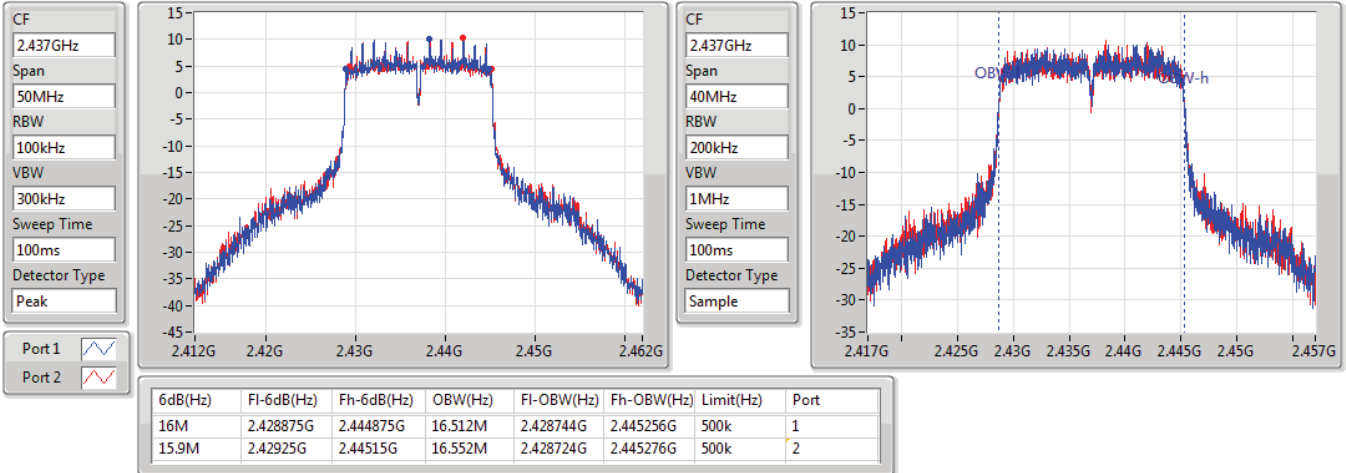 CF
2.437GHz
Span
50MHz
RBW
100kHz
VBW
300kHz
Sweep Time
100ms
Detector Type
Peak
Port 1
Port 2
15
10
5
0
-5
-10
-15
-20
-25
-30
-35
-40
-45
2.412G 2.42G 2.43G 2.44G 2.45G 2.462G
CF
2.437GHz
Span
40MHz
RBW
200kHz
VBW
1MHz
Sweep Time
100ms
Detector Type
Sample
15
10
5
0
-5
-10
-15
-20
-25
-30
-35
2.417G 2.425G 2.43G 2.435G 2.44G 2.445G 2.45G 2.457G
6dB(Hz) Fl-6dB(Hz) Fh-6dB(Hz) OBW(Hz) Fl-OBW(Hz) Fh-OBW(Hz) Limit(Hz) Port
16M 2.428875G 2.444875G 16.512M 2.428744G 2.445256G 500k 1
15.9M 2.42925G 2.44515G 16.552M 2.428724G 2.445276G 500k 2